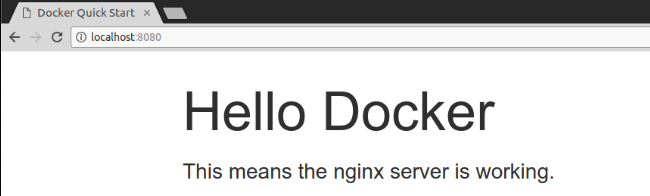 Docker Quick Start
localhost:8080
Hello Docker
This means the nginx server is working.